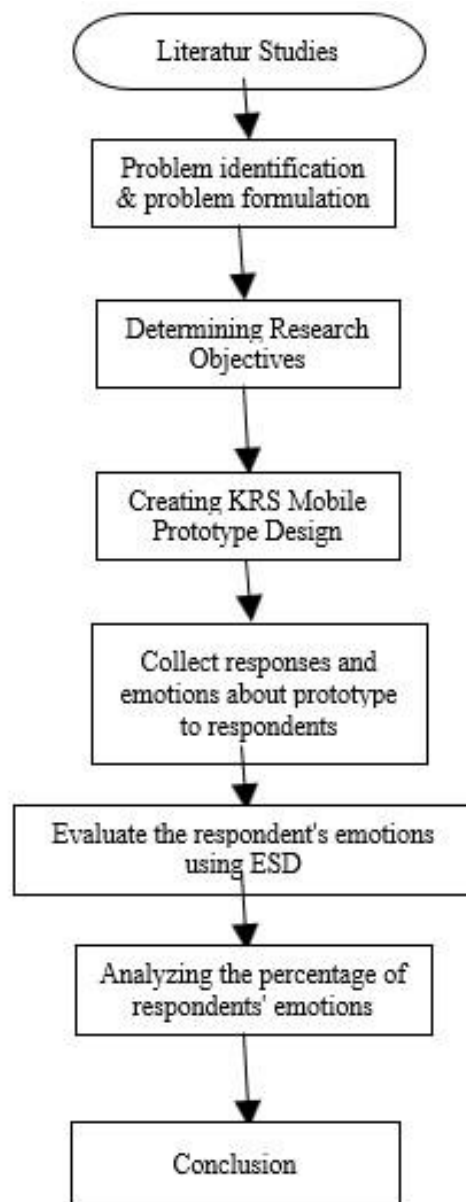 Literatur Studies
Problem identification
& problem formulation
Determining Research
Objectives
Creating KRS Mobile
Prototype Design
Collect responses and
emotions about prototype
to respondents
Evaluate the respondent's emotions
using ESD
Analyzing the percentage of
respondents' emotions
Conclusion